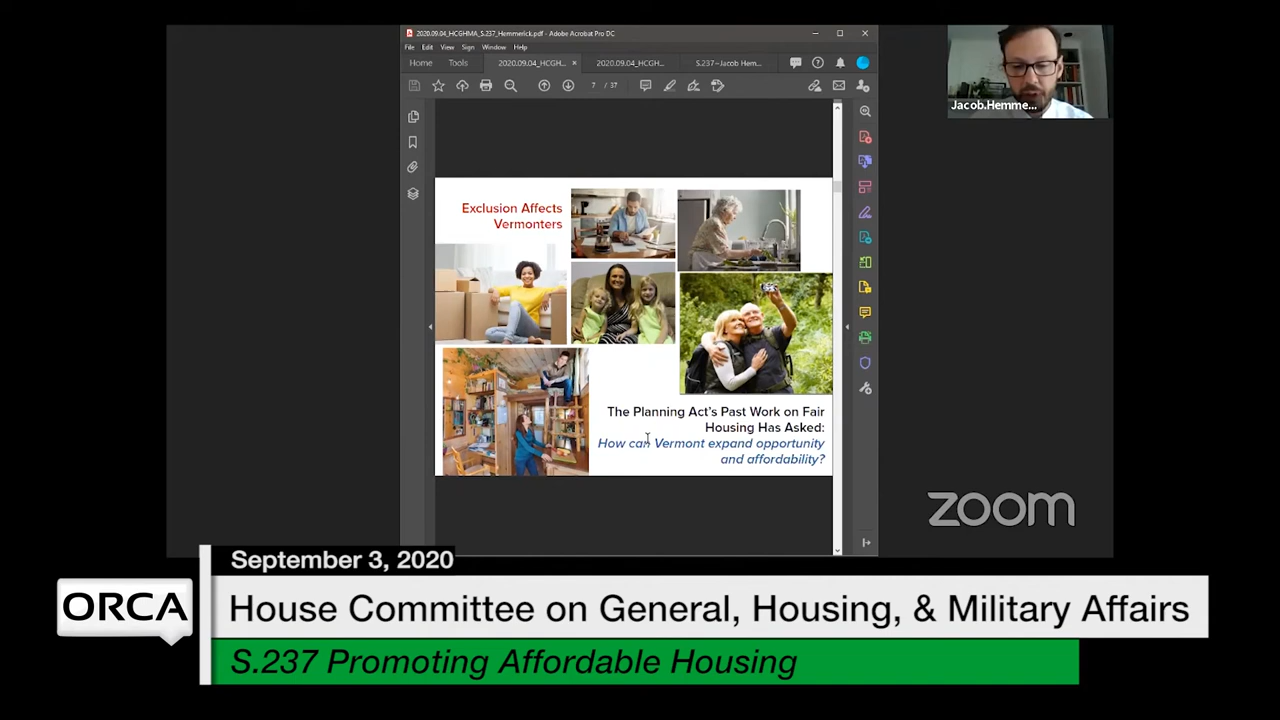 2020.09.04_HCGHMA_S.237_Hemmerick.pdf - Adobe Acrobat Pro DC
File Edit View Sign Window Help
Home Tools 2020.09.04_HCGH... × 2020.09.04_HCGH... S.237~Jacob Hem...
7 / 37
Jacob.Hemme...
Exclusion Affects
Vermonters
The Planning Act's Past Work on Fair
Housing Has Asked:
How can Vermont expand opportunity
and affordability?
zoom
September 3, 2020
ORCA
House Committee on General, Housing, & Military Affairs
S.237 Promoting Affordable Housing